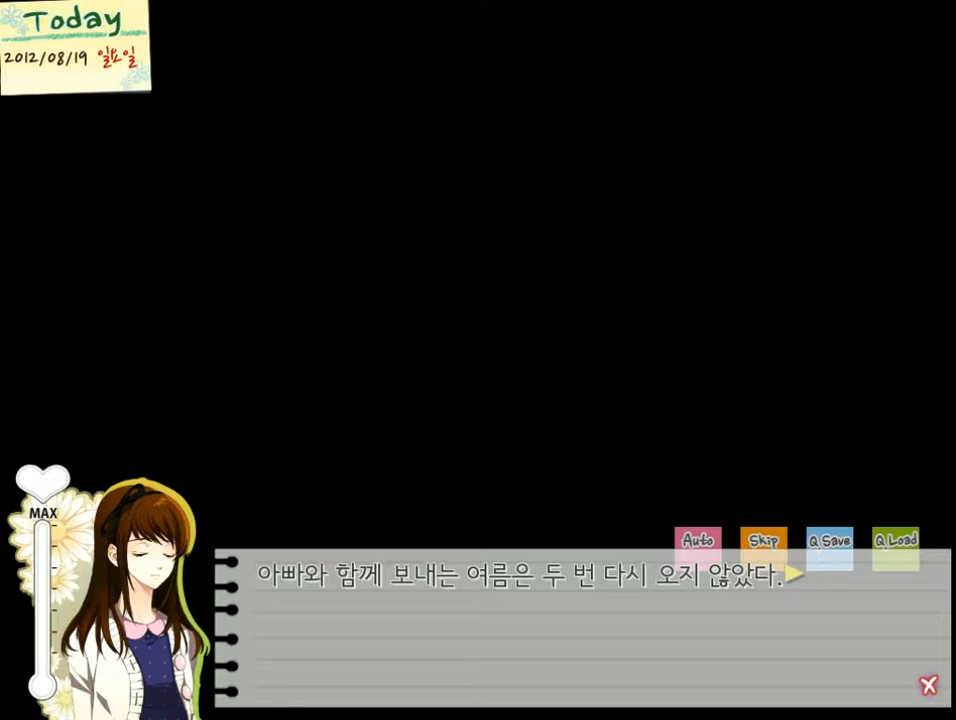 Today
2012/08/19 일요일
MAX
Auto Skip Q.Save Q.Load
아빠와 함께 보내는 여름은 두 번 다시 오지 않았다.